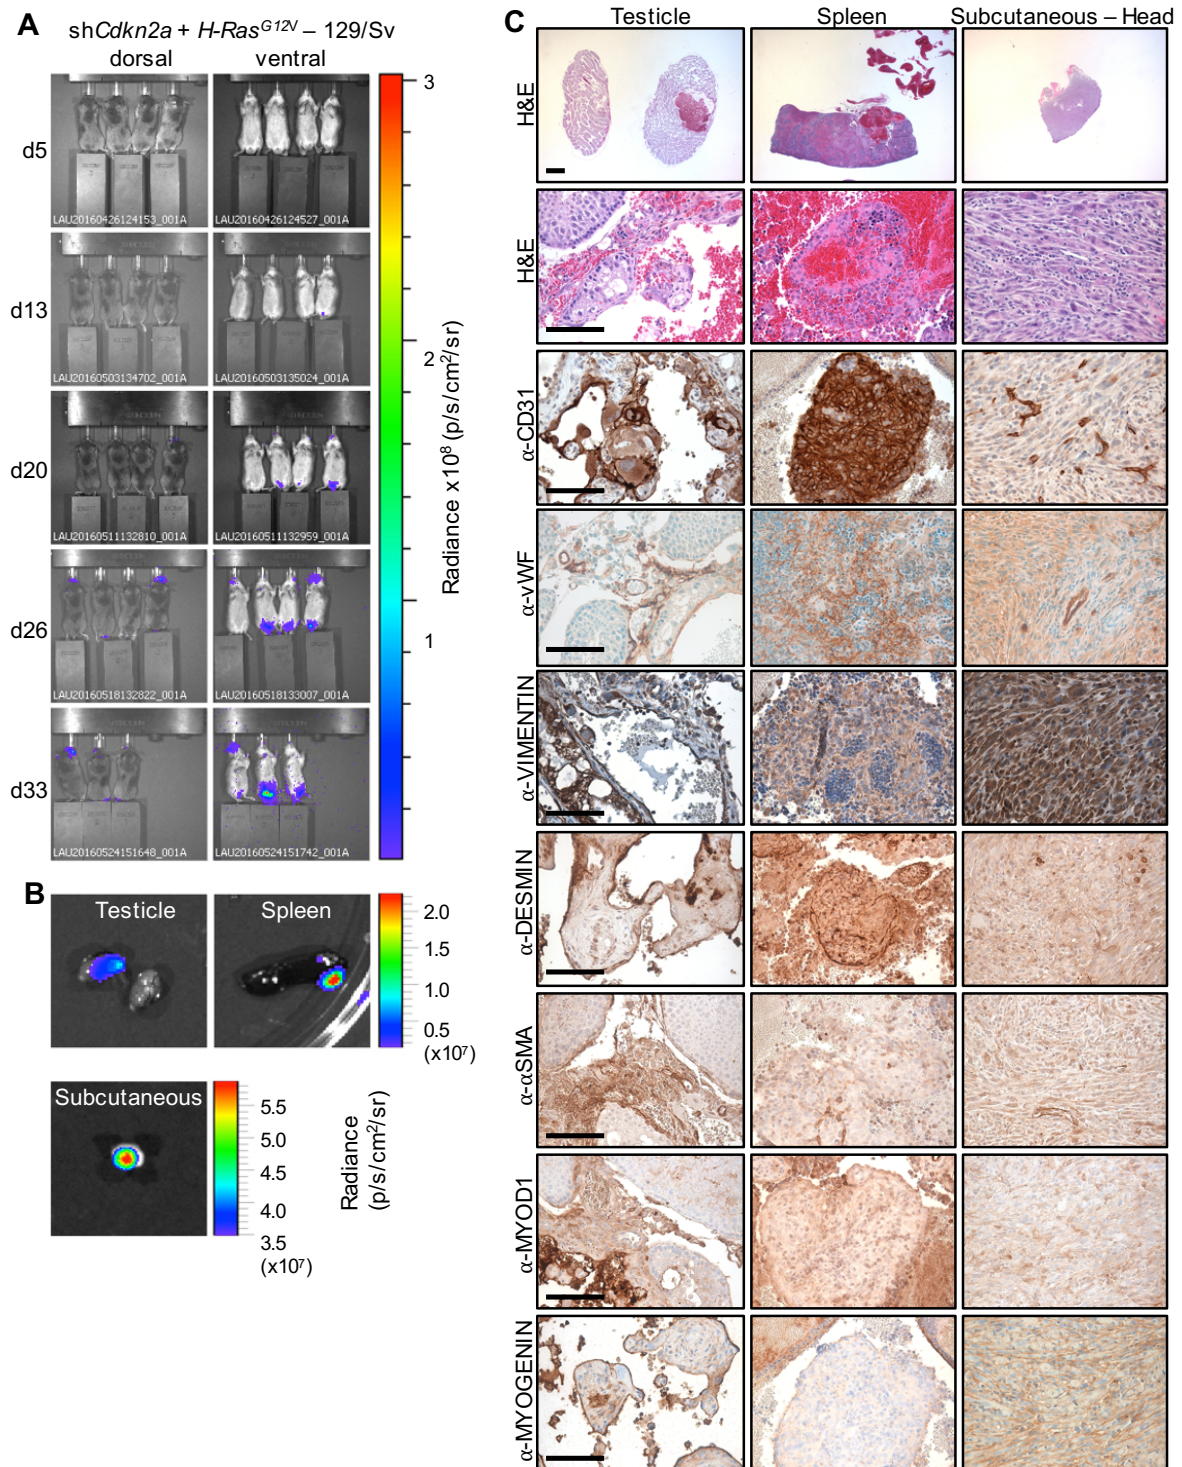 A
shCdkn2a + H-RasG12V – 129/Sv
dorsal ventral
d5
LAU20160426124153_001A LAU20160426124527_001A
d13
LAU20160503134702_001A LAU20160503135024_001A
d20
LAU20160511132810_001A LAU20160511132959_001A
d26
LAU20160518132822_001A LAU20160518133007_001A
d33
LAU20160524151648_001A LAU20160524151742_001A
3
2
1
Radiance x10⁸ (p/s/cm²/sr)
B
Testicle Spleen
2.0
1.5
1.0
0.5
(x10⁷)
Subcutaneous
5.5
5.0
4.5
4.0
3.5
(x10⁷)
Radiance
(p/s/cm²/sr)
C
Testicle Spleen Subcutaneous – Head
H&E
H&E
α-CD31
α-vWF
α-VIMENTIN
α-DESMIN
α-αSMA
α-MYOD1
α-MYOGENIN